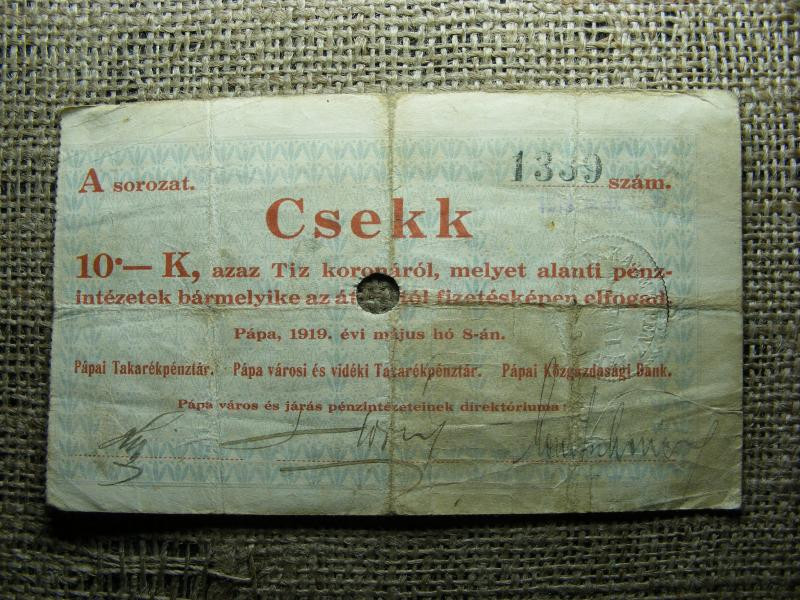 A sorozat. 1339 szám.
Csekk
10·— K, azaz Tiz koronáról, melyet alanti pénz-
intézetek bármelyike az fizetésképen elfogad.
Pápa, 1919. évi május hó 8-án.
Pápai Takarékpénztár. Pápa városi és vidéki Takarékpénztár. Pápai Közgazdasági Bank.
Pápa város és járás pénzintézeteinek direktóriuma: